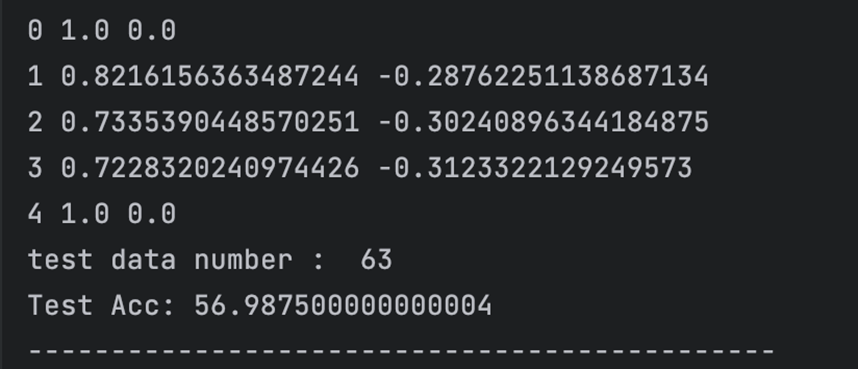 0 1.0 0.0
1 0.8216156363487244 -0.28762251138687134
2 0.7335390448570251 -0.30240896344184875
3 0.7228320240974426 -0.3123322129249573
4 1.0 0.0
test data number :  63
Test Acc: 56.987500000000004
---------------------------------------------